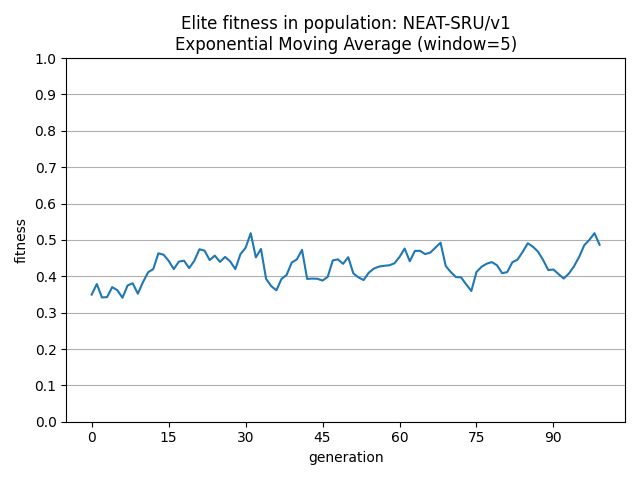 Elite fitness in population: NEAT-SRU/v1
Exponential Moving Average (window=5)
1.0
0.9
0.8
0.7
0.6
0.5
0.4
0.3
0.2
0.1
0.0
fitness
0 15 30 45 60 75 90
generation